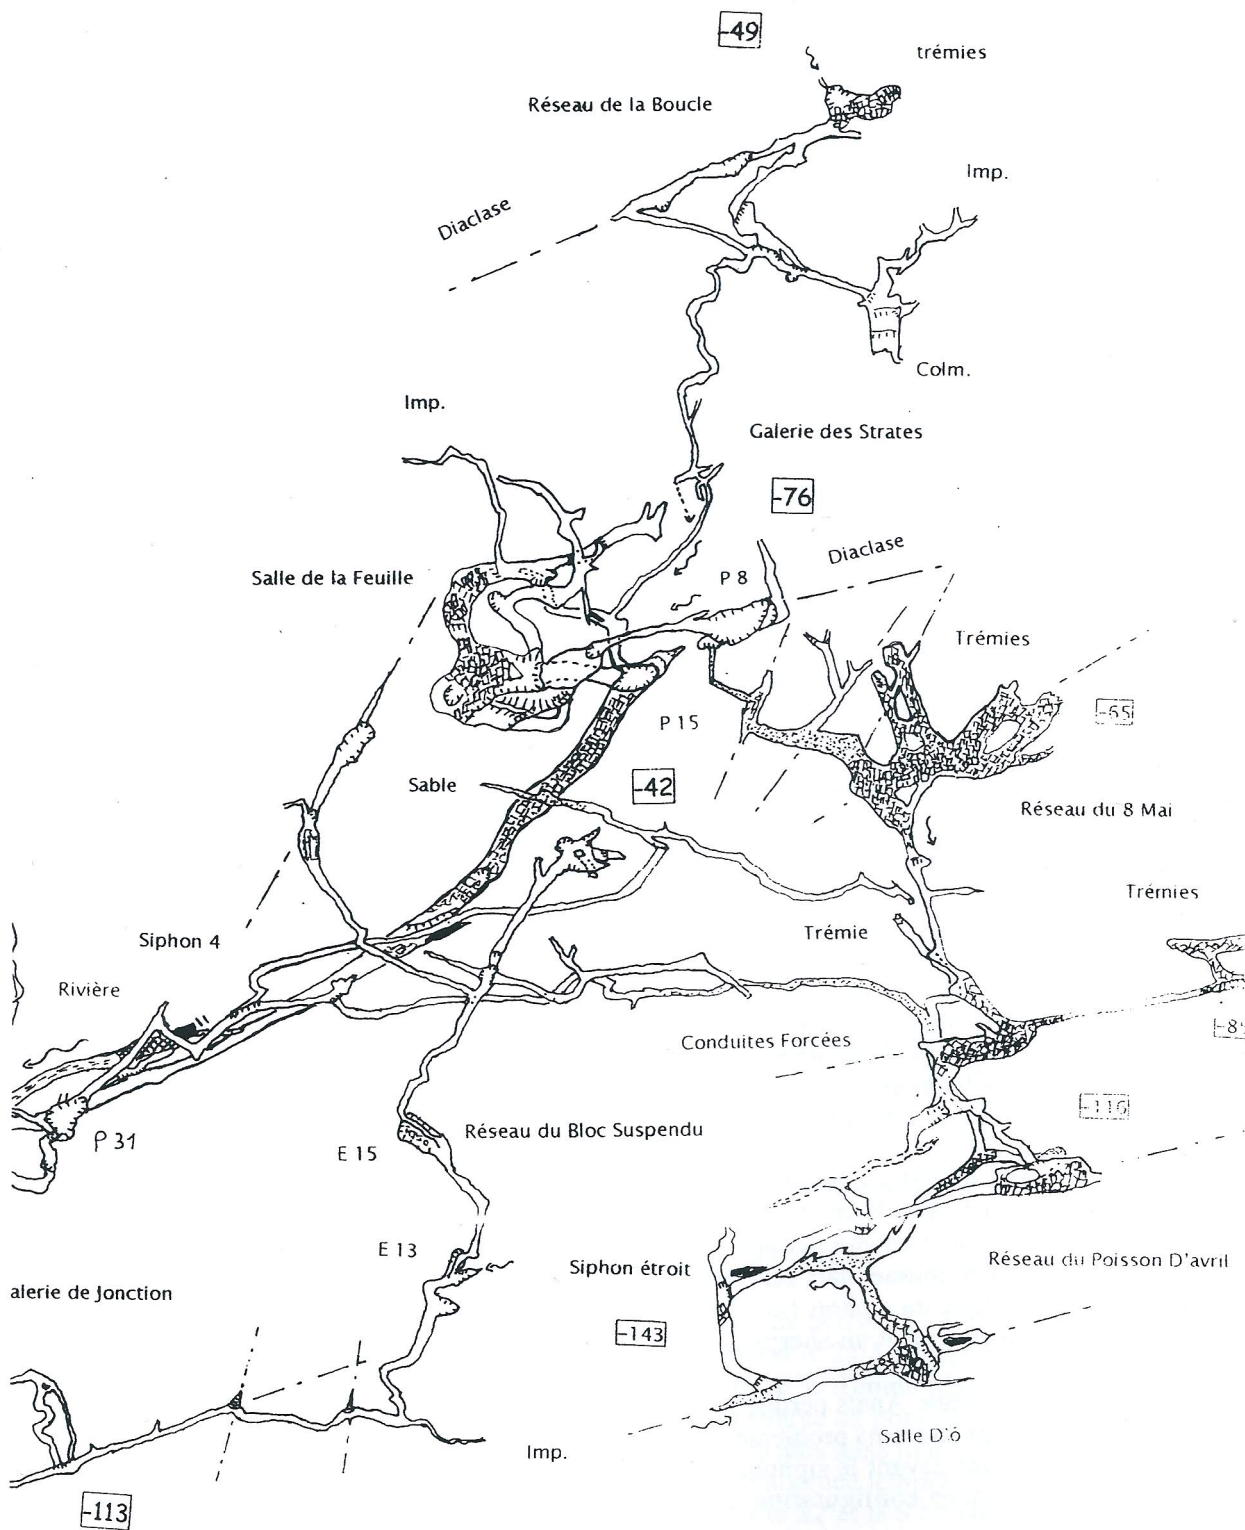 -49
trémies
Réseau de la Boucle
Imp.
Diaclase
Colm.
Imp.
Galerie des Strates
-76
Diaclase
Salle de la Feuille
P 8
Trémies
-65
P 15
Sable
-42
Réseau du 8 Mai
Trémies
Siphon 4
Trémie
Rivière
Conduites Forcées
-116
P 31
E 15
Réseau du Bloc Suspendu
E 13
Siphon étroit
Réseau du Poisson D'avril
alerie de Jonction
-143
Salle D'ô
Imp.
-113